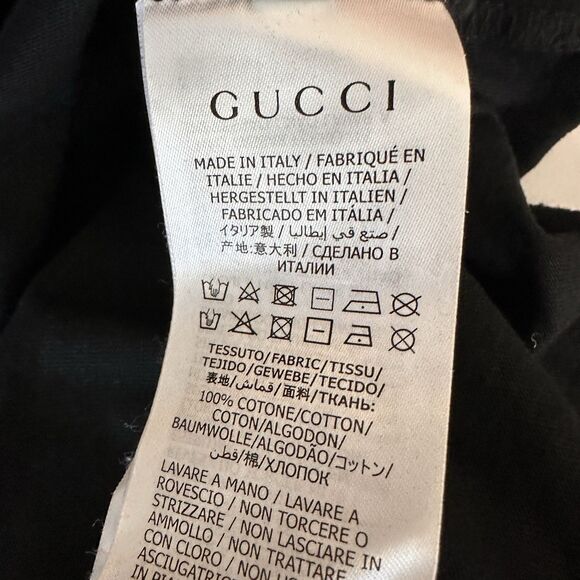 GUCCI
MADE IN ITALY / FABRIQUÉ EN
ITALIE / HECHO EN ITALIA /
HERGESTELLT IN ITALIEN /
FABRICADO EM ITÁLIA /
イタリア製 / صنع في إيطاليا /
产地:意大利 / СДЕЛАНО В
ИТАЛИИ
TESSUTO/FABRIC/TISSU/
TEJIDO/GEWEBE/TECIDO/
表地/قماش/面料/ТКАНЬ:
100% COTONE/COTTON/
COTON/ALGODON/
BAUMWOLLE/ALGODÃO/コットン/
قطن/棉/ХЛОПОК
LAVARE A MANO / LAVARE A
ROVESCIO / NON TORCERE O
STRIZZARE / NON LASCIARE IN
AMMOLLO / NON TRATTARE
CON CLORO / NON
ASCIUGATRIC